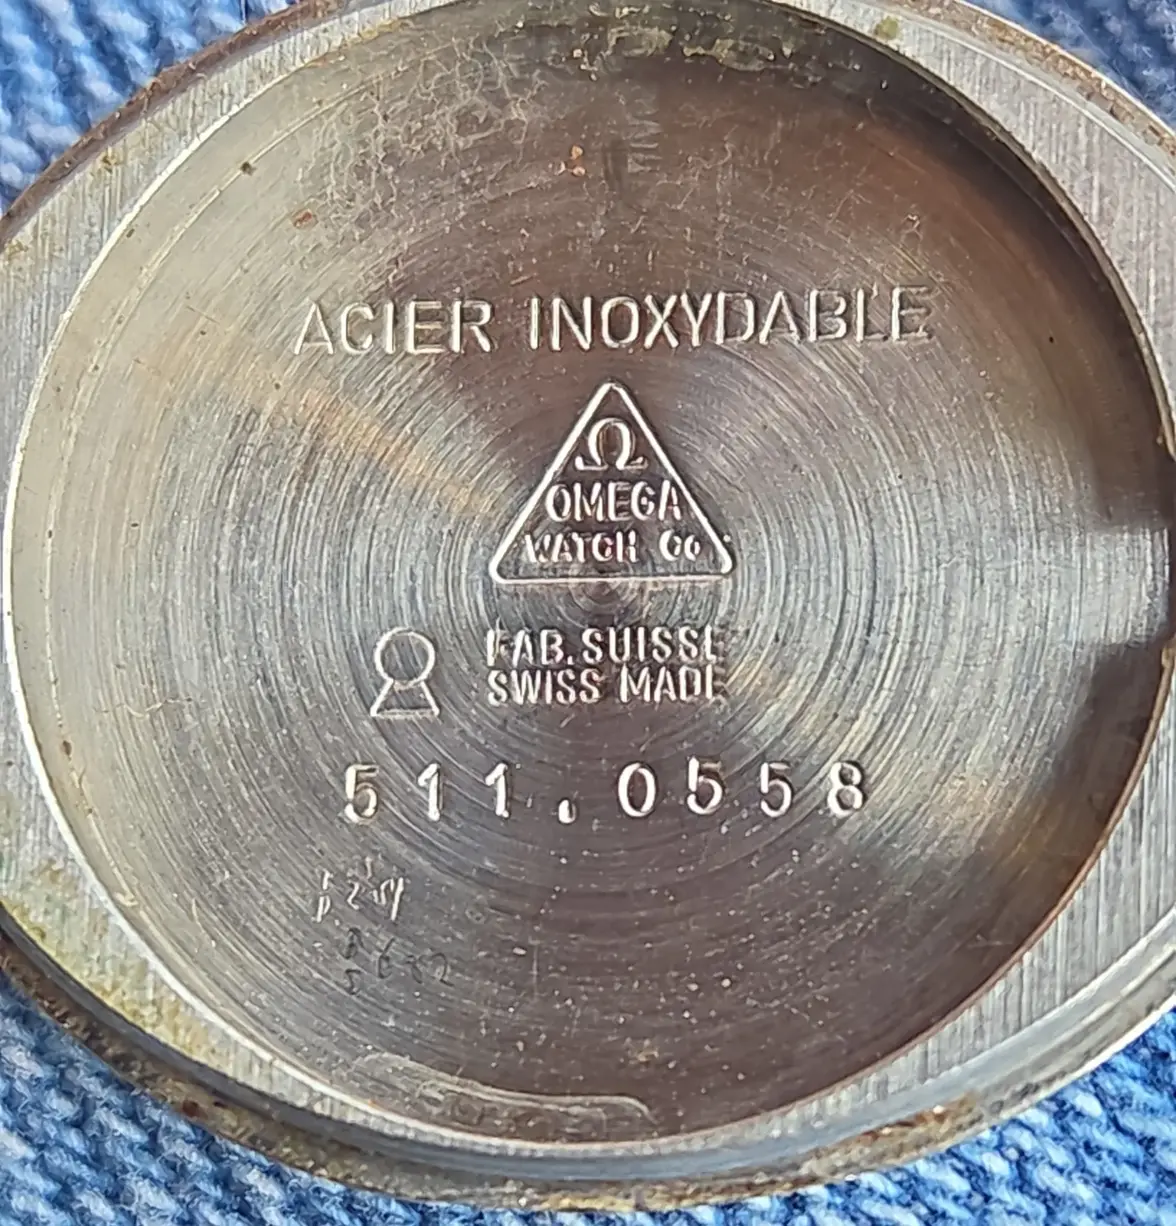 ACIER INOXYDABLE
Ω
OMEGA
WATCH Co
FAB. SUISSE
SWISS MADE
511.0558